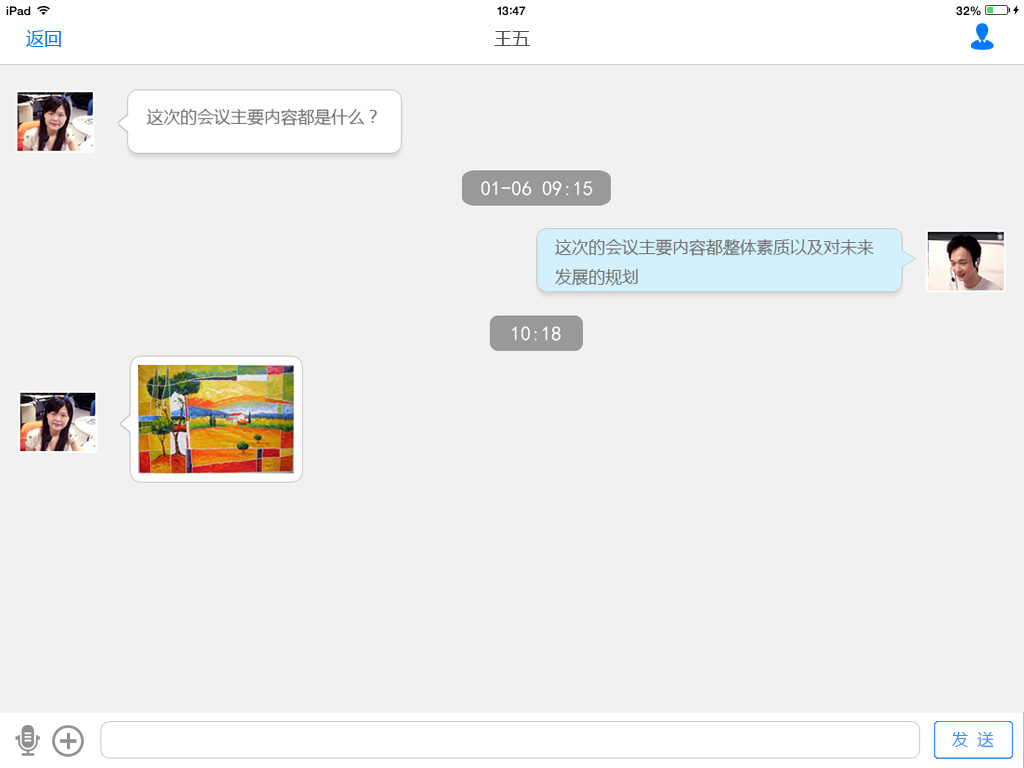 iPad 13:47 32%
返回 王五
这次的会议主要内容都是什么？
01-06 09:15
这次的会议主要内容都整体素质以及对未来
发展的规划
10:18
发 送